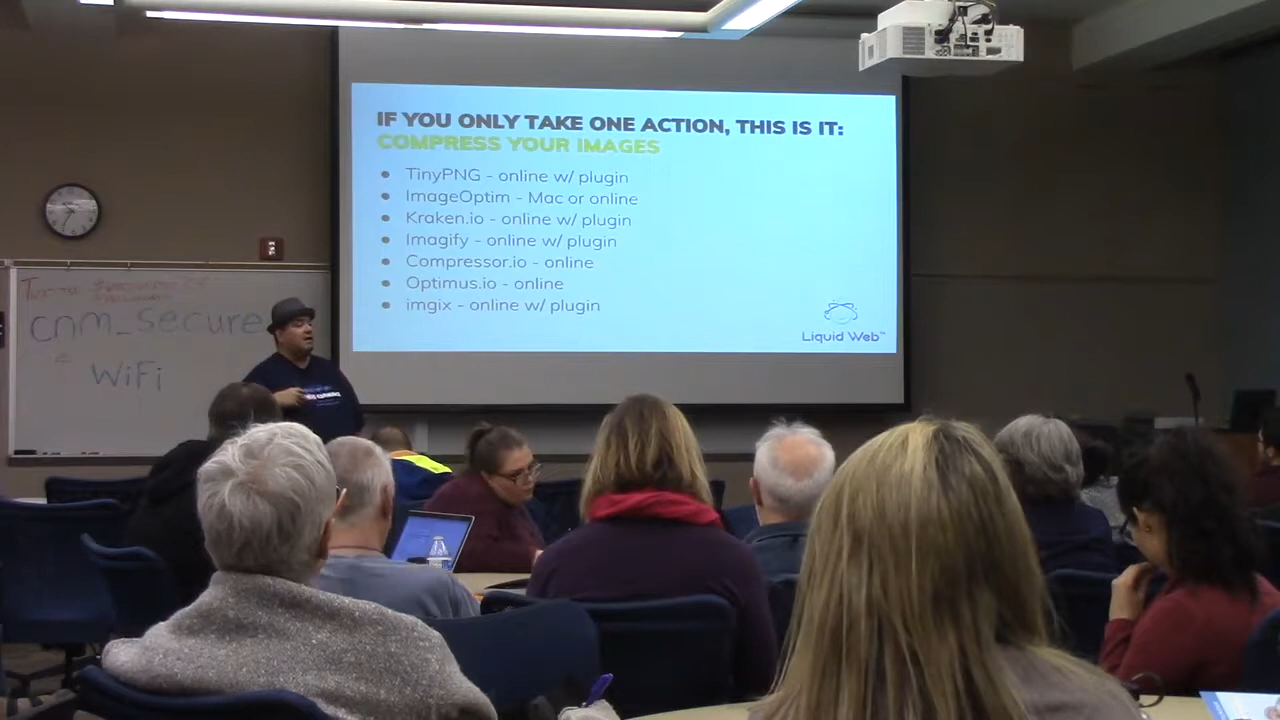 IF YOU ONLY TAKE ONE ACTION, THIS IS IT:
COMPRESS YOUR IMAGES
● TinyPNG - online w/ plugin
● ImageOptim - Mac or online
● Kraken.io - online w/ plugin
● Imagify - online w/ plugin
● Compressor.io - online
● Optimus.io - online
● imgix - online w/ plugin
Liquid Web™
cnm_secure
WiFi